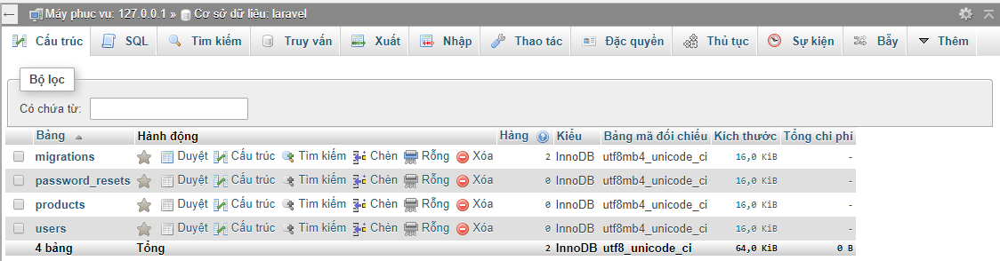 Máy phục vụ: 127.0.0.1 » Cơ sở dữ liệu: laravel
Cấu trúc SQL Tìm kiếm Truy vấn Xuất Nhập Thao tác Đặc quyền Thủ tục Sự kiện Bẫy Thêm
Bộ lọc
Có chứa từ:
Bảng Hành động Hàng Kiểu Bảng mã đối chiếu Kích thước Tổng chi phí
migrations Duyệt Cấu trúc Tìm kiếm Chèn Rỗng Xóa 2 InnoDB utf8mb4_unicode_ci 16,0 KiB -
password_resets Duyệt Cấu trúc Tìm kiếm Chèn Rỗng Xóa 0 InnoDB utf8mb4_unicode_ci 16,0 KiB -
products Duyệt Cấu trúc Tìm kiếm Chèn Rỗng Xóa 0 InnoDB utf8mb4_unicode_ci 16,0 KiB -
users Duyệt Cấu trúc Tìm kiếm Chèn Rỗng Xóa 0 InnoDB utf8mb4_unicode_ci 16,0 KiB -
4 bảng Tổng 2 InnoDB utf8_unicode_ci 64,0 KiB 0 B